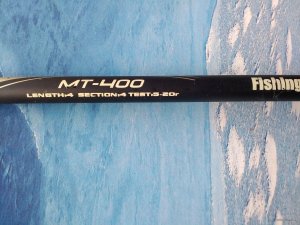 MT-400
LENGTH:4 SECTION:4 TEST:5-20г
Fishing